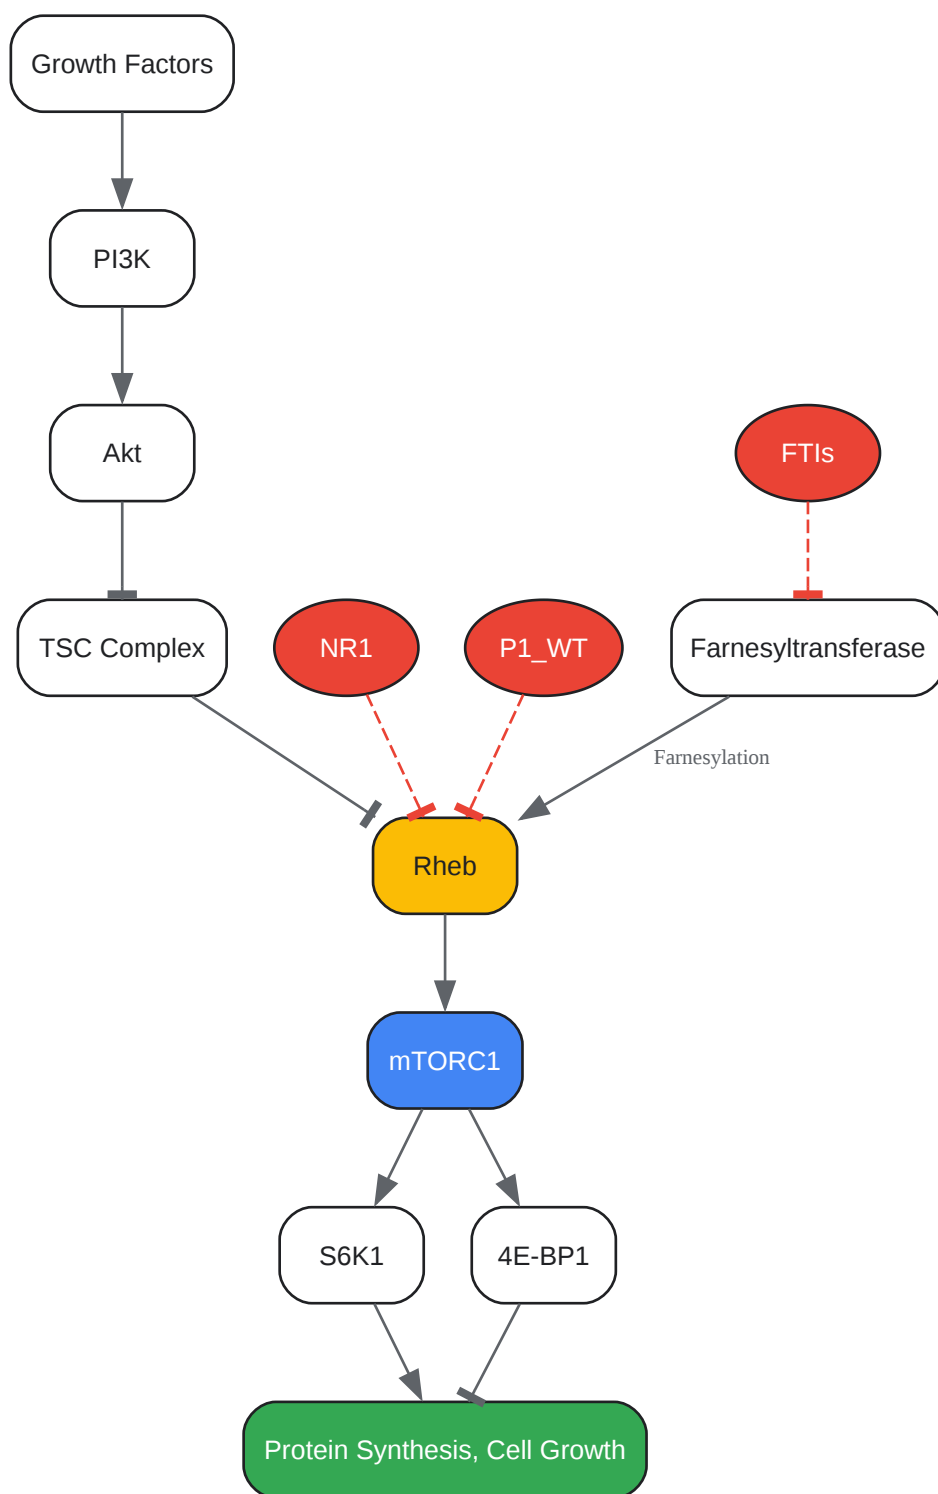 Growth Factors
PI3K
Akt
FTIs
TSC Complex
NR1
P1_WT
Farnesyltransferase
Farnesylation
Rheb
mTORC1
S6K1
4E-BP1
Protein Synthesis, Cell Growth